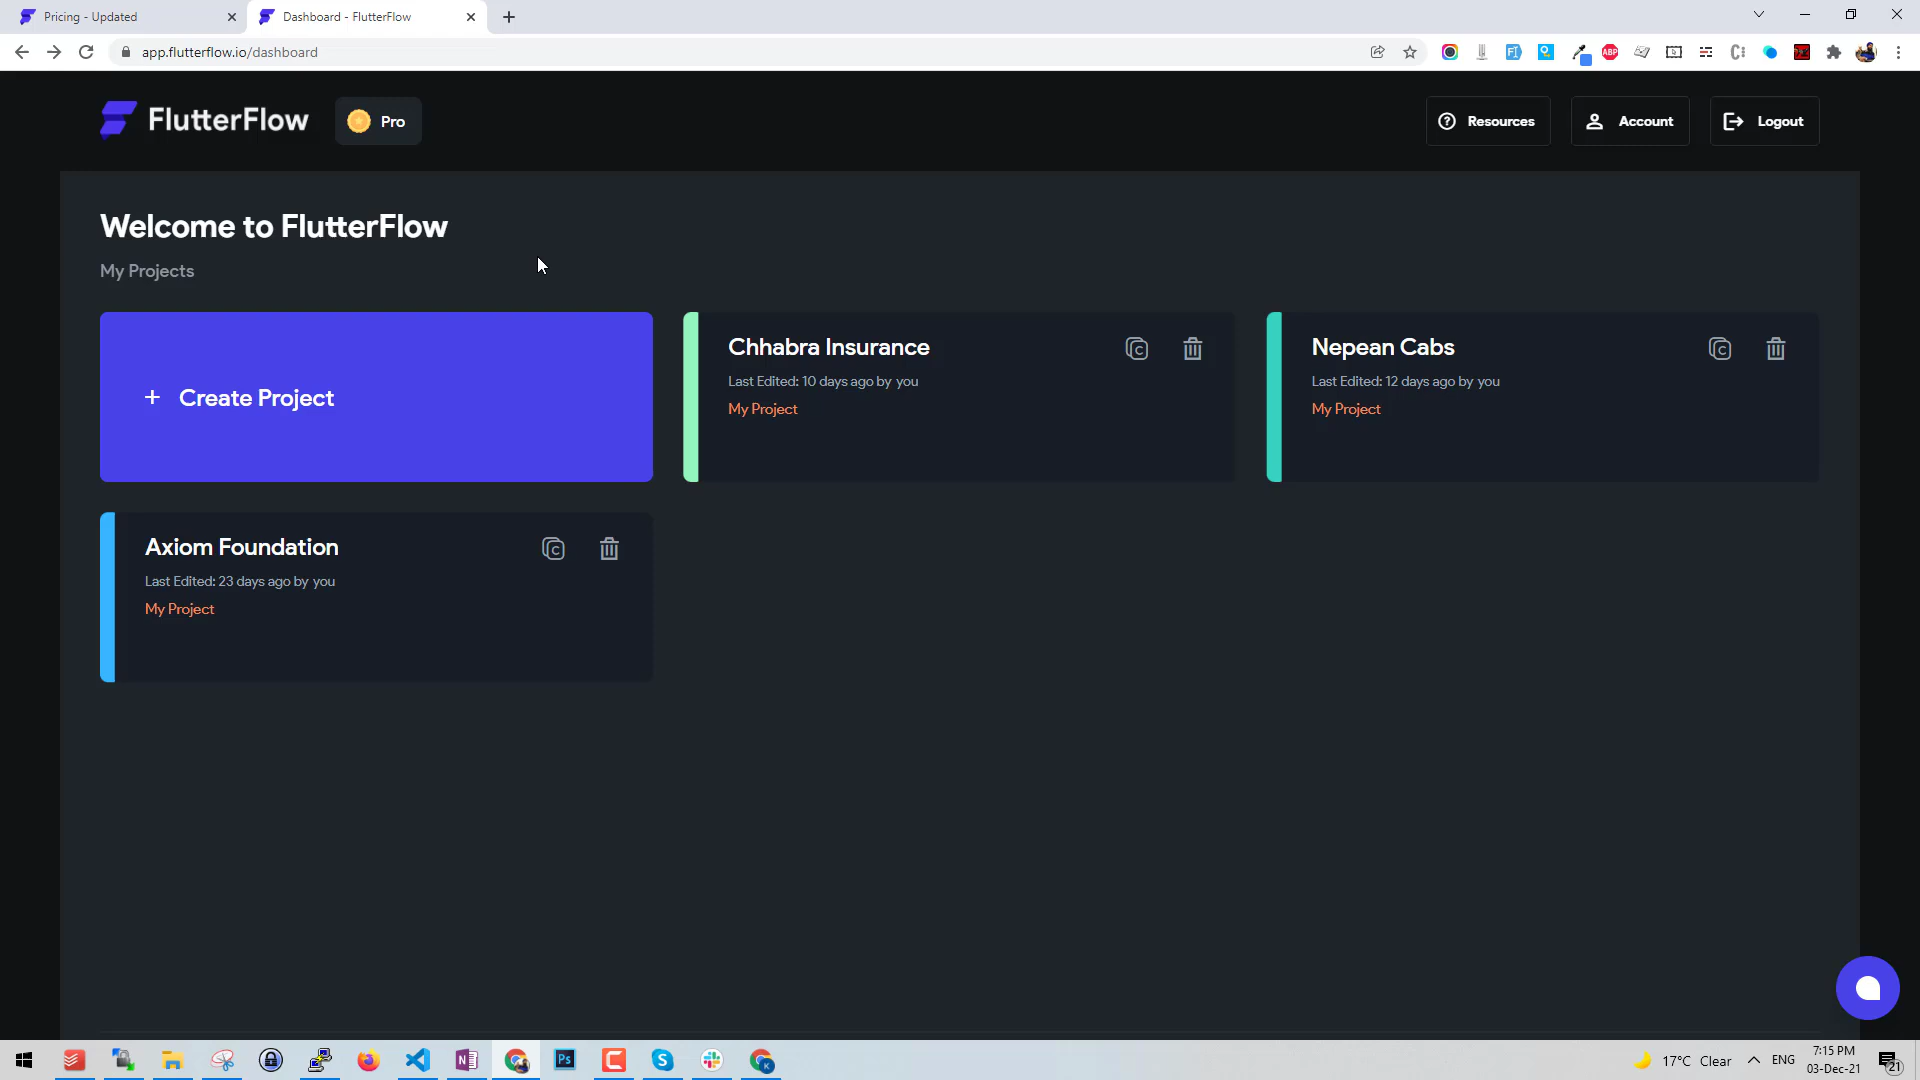 Pricing - Updated
Dashboard - FlutterFlow
app.flutterflow.io/dashboard
FlutterFlow
Pro
Resources
Account
Logout
Welcome to FlutterFlow
My Projects
+ Create Project
Chhabra Insurance
Last Edited: 10 days ago by you
My Project
Nepean Cabs
Last Edited: 12 days ago by you
My Project
Axiom Foundation
Last Edited: 23 days ago by you
My Project
17°C Clear
ENG
7:15 PM
03-Dec-21
21